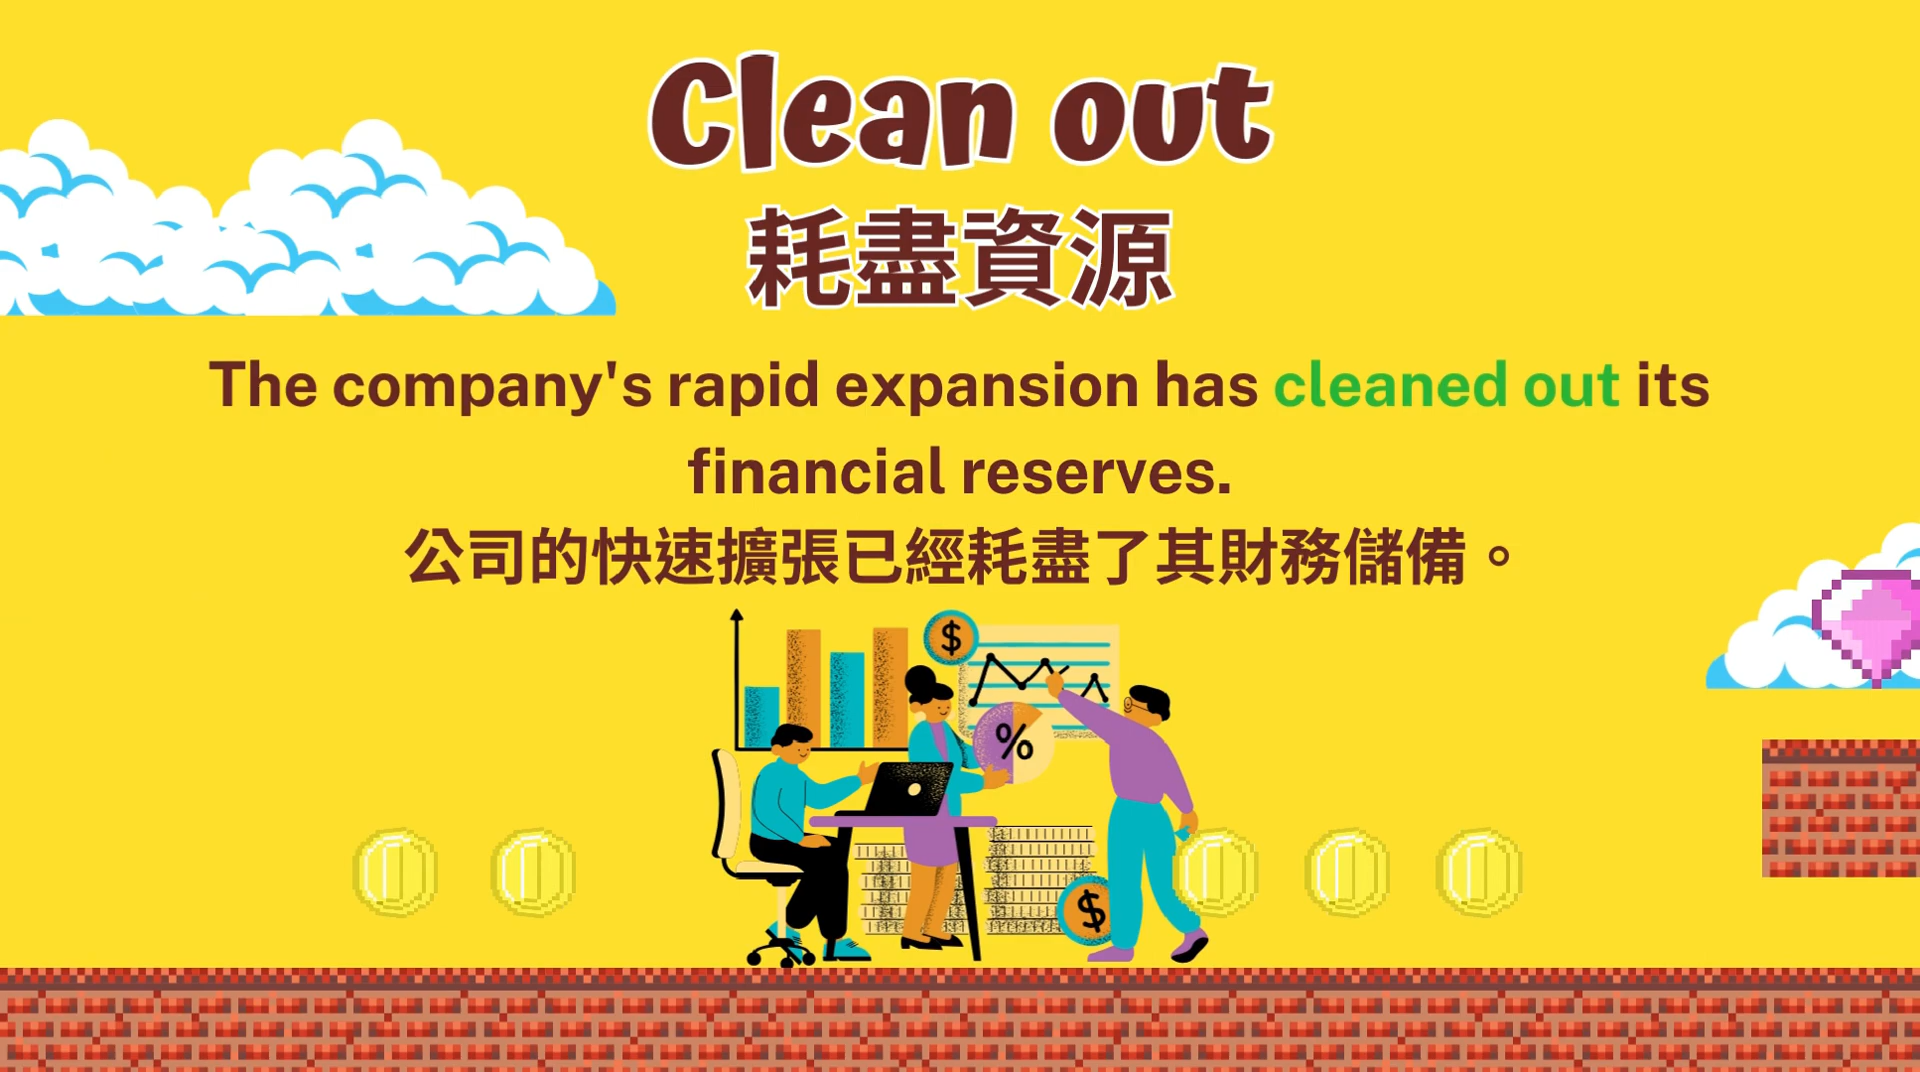 Clean out
耗盡資源
The company's rapid expansion has cleaned out its
financial reserves.
公司的快速擴張已經耗盡了其財務儲備。
$
%
$